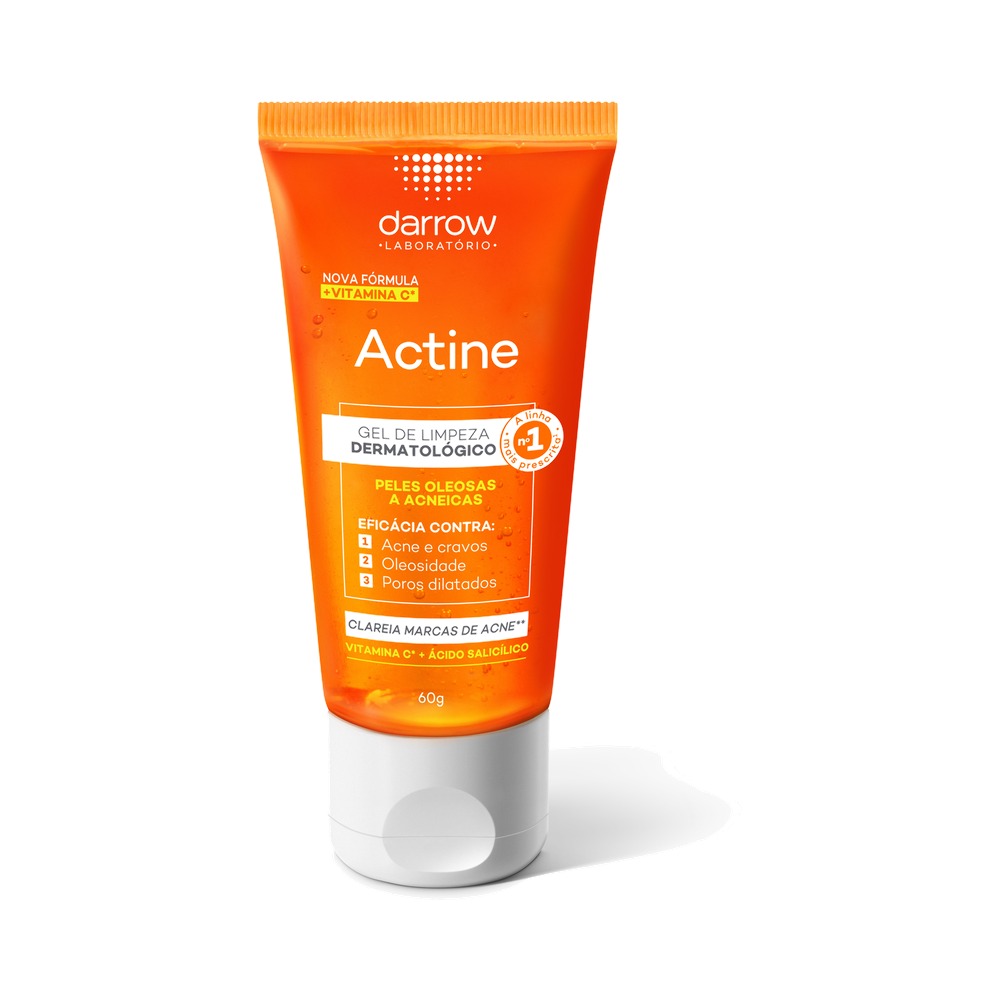 darrow
•LABORATÓRIO•
NOVA FÓRMULA
+VITAMINA C*
Actine
GEL DE LIMPEZA
DERMATOLÓGICO
A linha
nº1
mais prescrita
PELES OLEOSAS
A ACNEICAS
EFICÁCIA CONTRA:
1 Acne e cravos
2 Oleosidade
3 Poros dilatados
CLAREIA MARCAS DE ACNE**
VITAMINA C* + ÁCIDO SALICÍLICO
60g